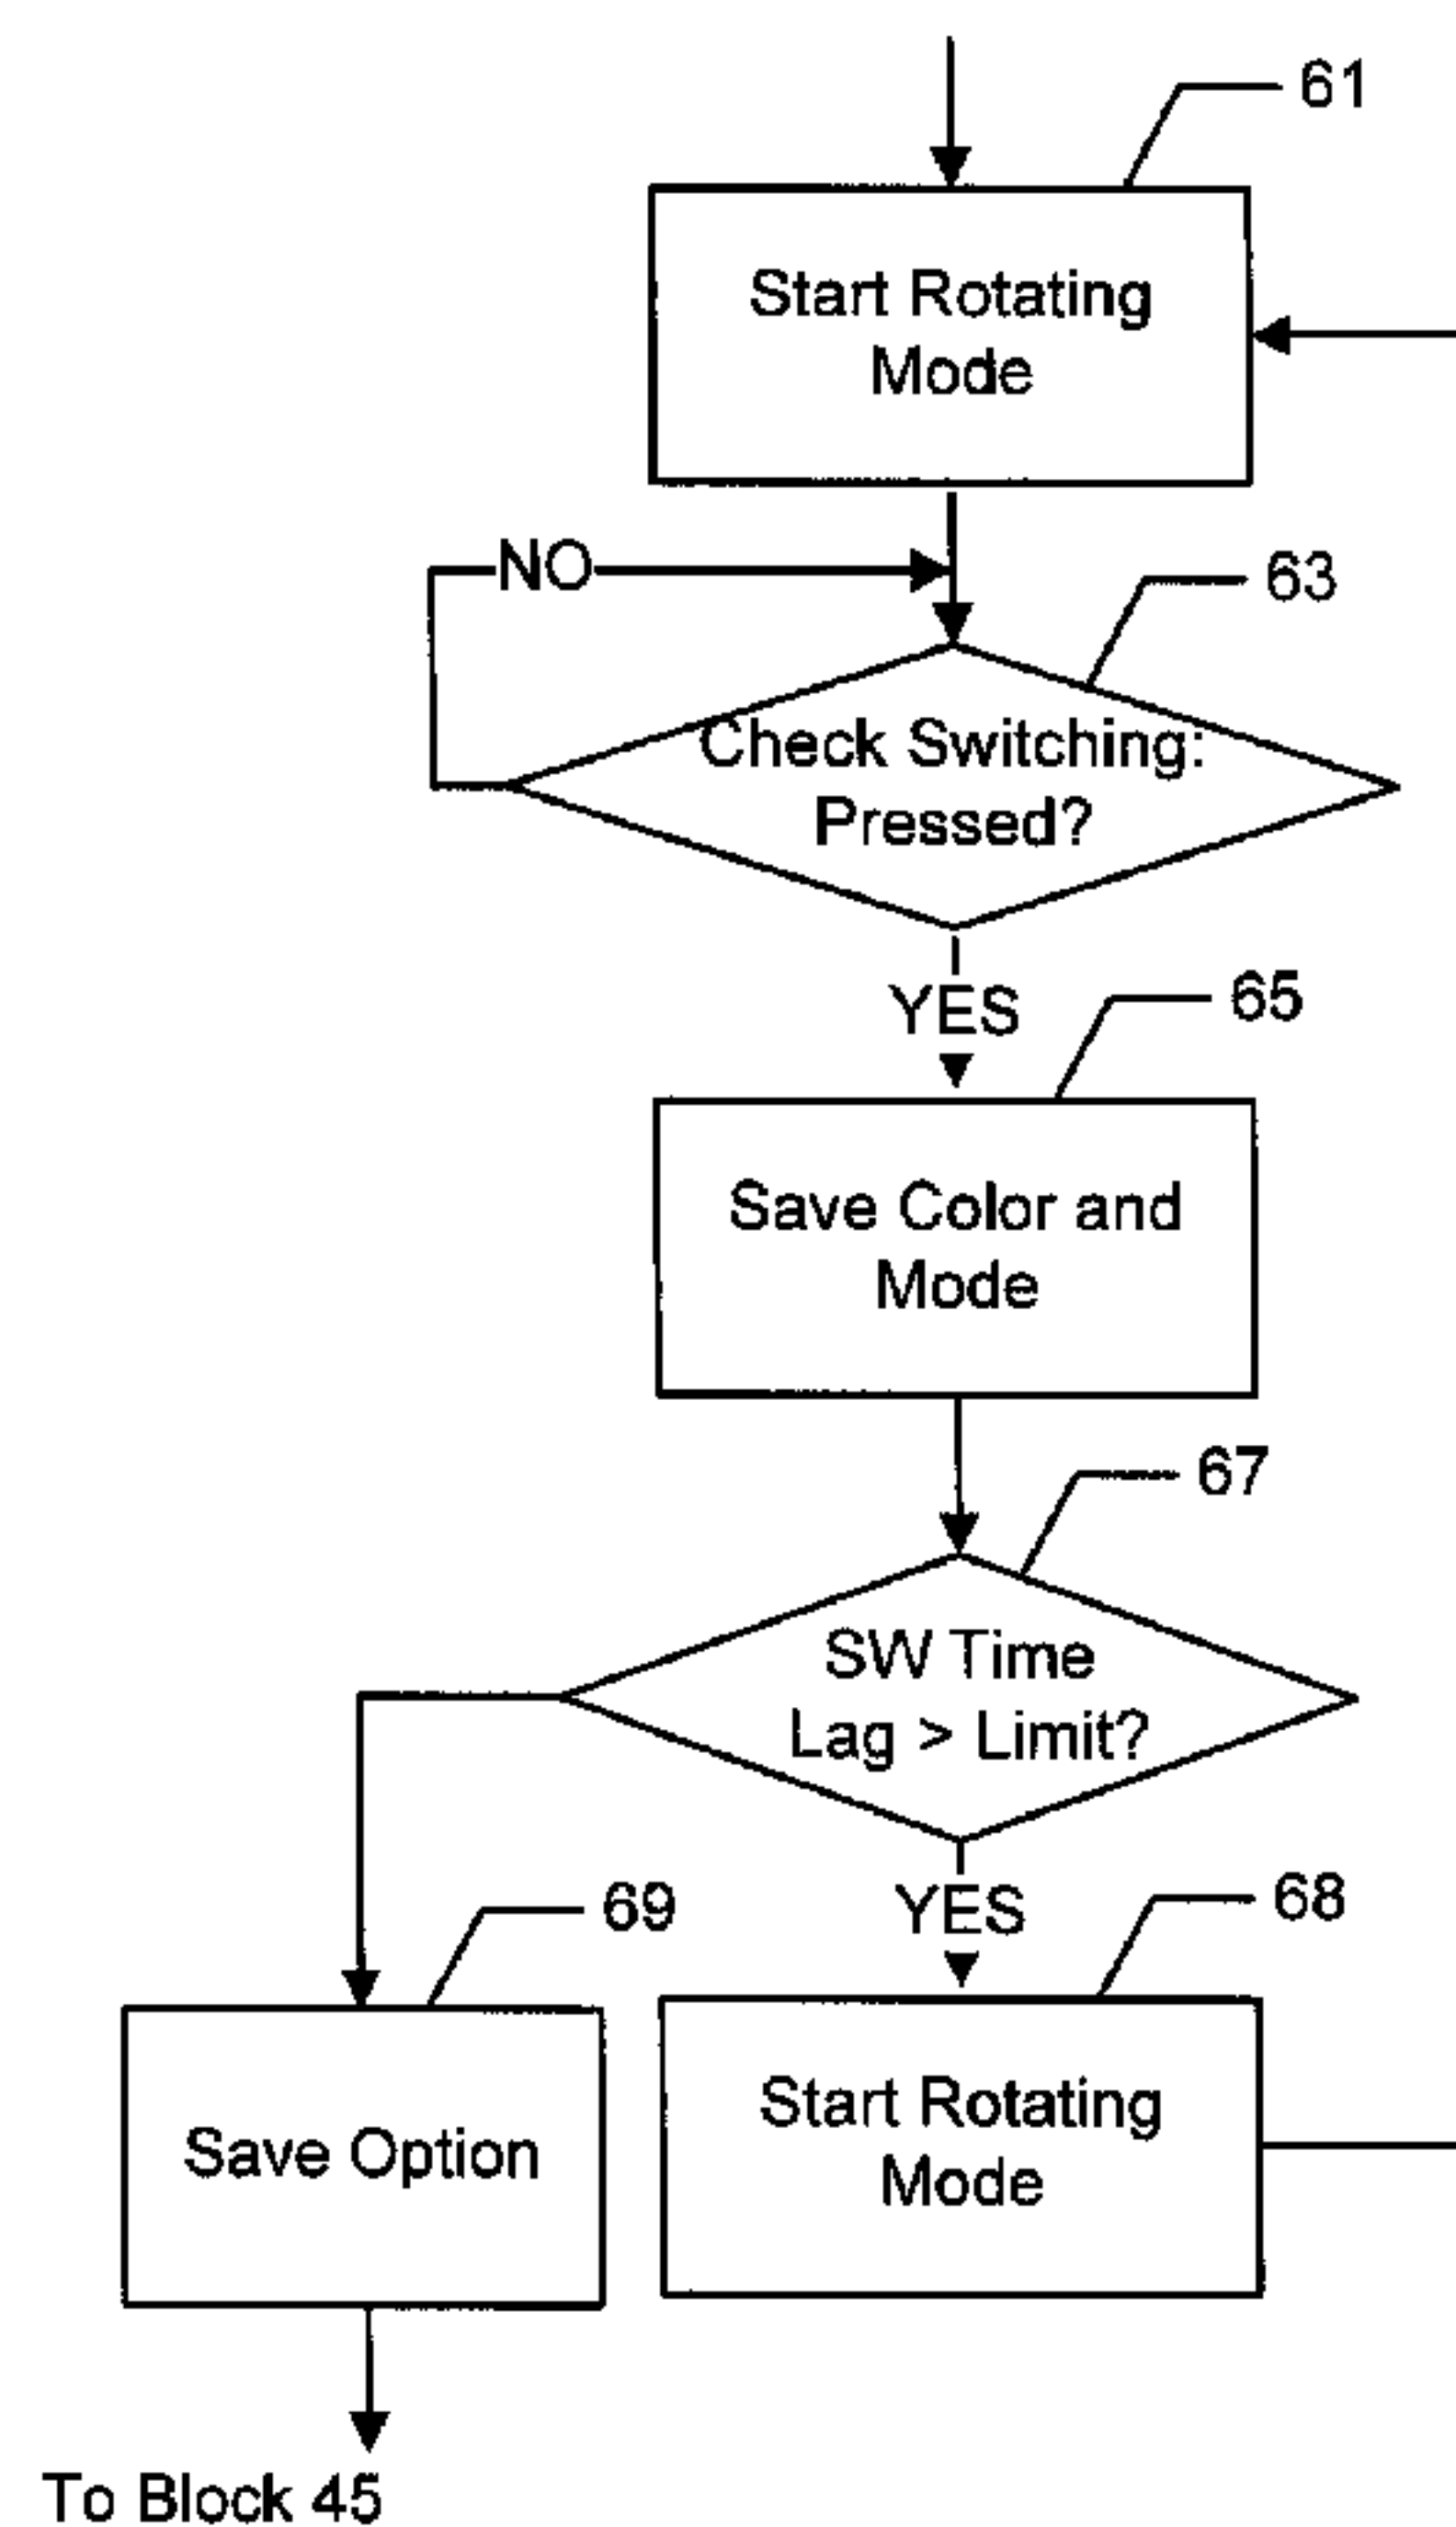 61
Start Rotating
Mode
NO
63
Check Switching:
Pressed?
YES
65
Save Color and
Mode
67
SW Time
Lag > Limit?
69
YES
68
Save Option
Start Rotating
Mode
To Block 45